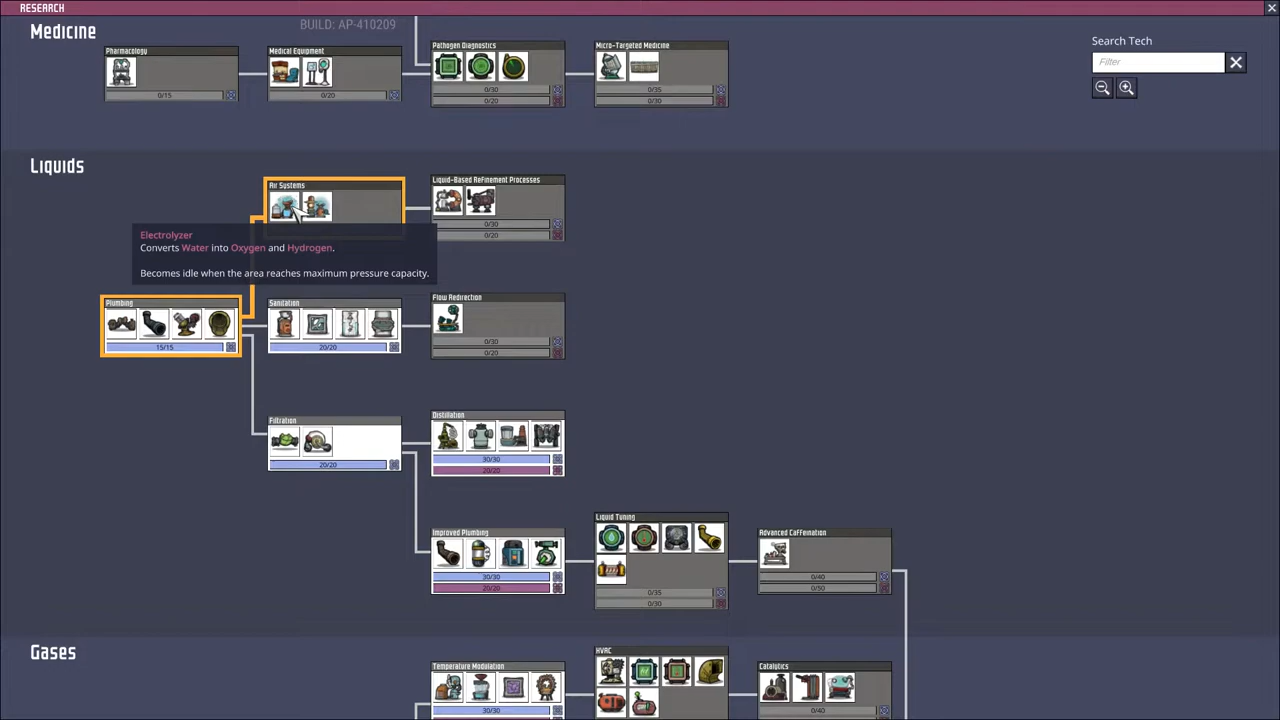 RESEARCH
BUILD: AP-410209
Medicine
Pharmacology
0/15
Medical Equipment
0/20
Pathogen Diagnostics
0/30
0/20
Micro-Targeted Medicine
0/35
0/30
Search Tech
Filter
Liquids
Air Systems
Liquid-Based Refinement Processes
0/30
0/20
Electrolyzer
Converts Water into Oxygen and Hydrogen.
Becomes idle when the area reaches maximum pressure capacity.
Plumbing
15/15
Sanitation
20/20
Flow Redirection
0/30
0/20
Filtration
20/20
Distillation
30/30
20/20
Improved Plumbing
30/30
20/20
Liquid Tuning
0/35
0/30
Advanced Caffeination
0/40
0/50
Gases
Temperature Modulation
30/30
HVAC
Catalytics
0/40